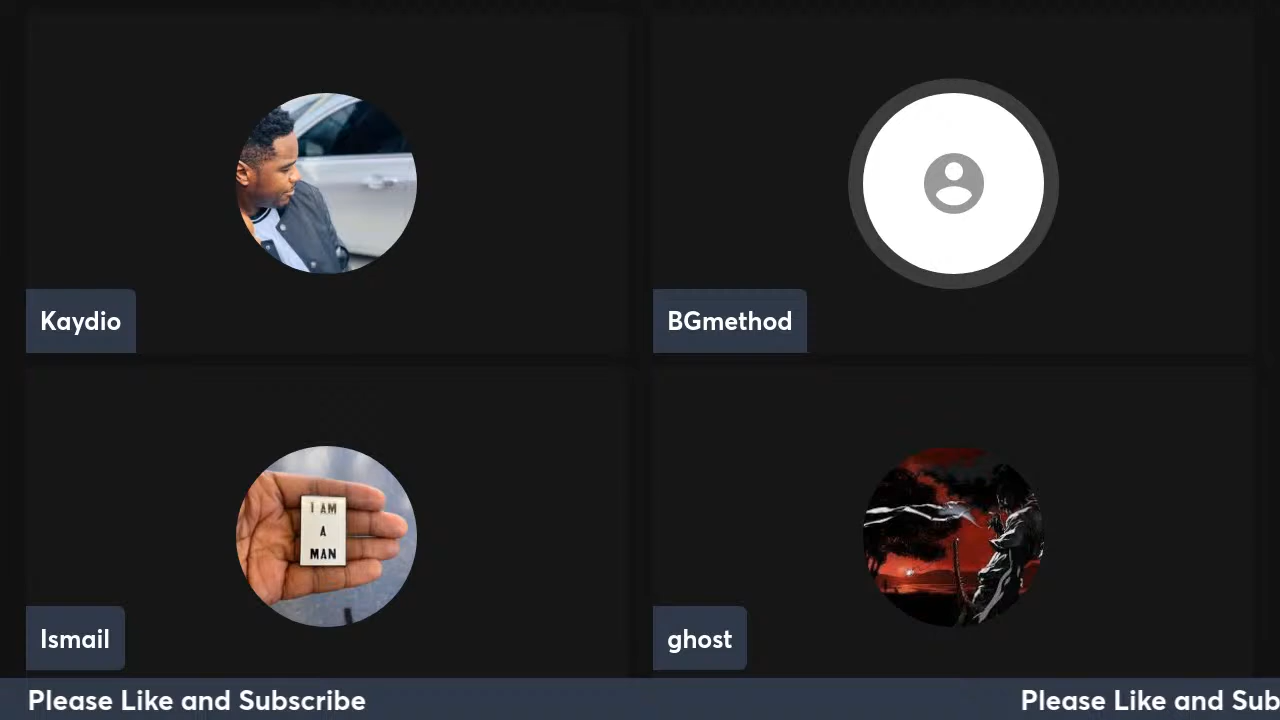 Kaydio
BGmethod
I AM
A
MAN
Ismail
ghost
Please Like and Subscribe
Please Like and Sub